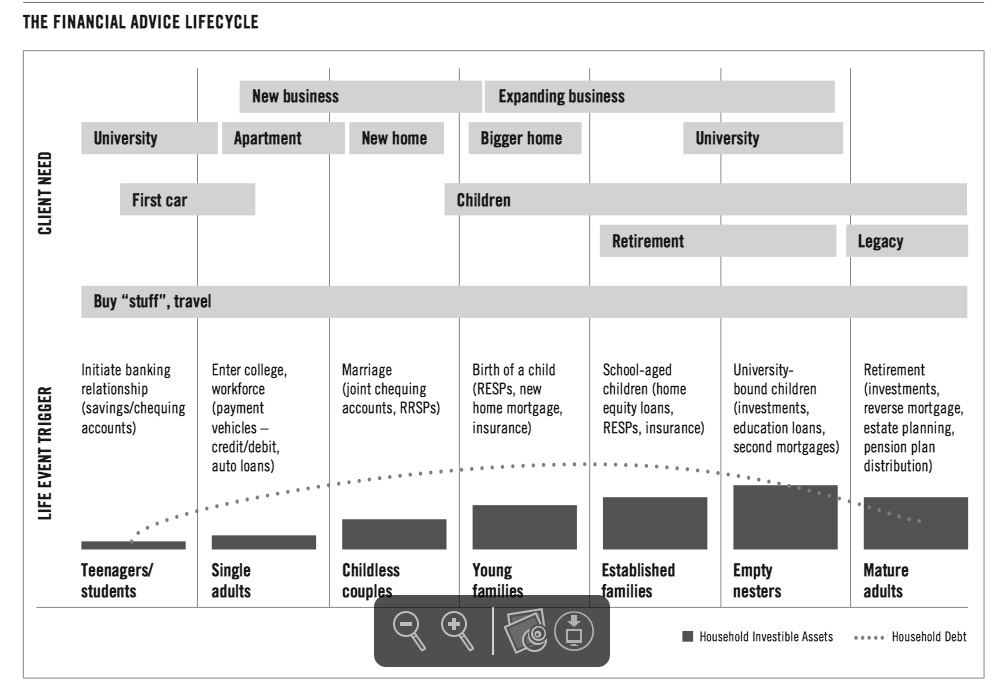 THE FINANCIAL ADVICE LIFECYCLE
CLIENT NEED
New business
Expanding business
University
Apartment
New home
Bigger home
University
First car
Children
Retirement
Legacy
Buy “stuff”, travel
LIFE EVENT TRIGGER
Initiate banking
relationship
(savings/chequing
accounts)
Enter college,
workforce
(payment
vehicles –
credit/debit,
auto loans)
Marriage
(joint chequing
accounts, RRSPs)
Birth of a child
(RESPs, new
home mortgage,
insurance)
School-aged
children (home
equity loans,
RESPs, insurance)
University-
bound children
(investments,
education loans,
second mortgages)
Retirement
(investments,
reverse mortgage,
estate planning,
pension plan
distribution)
Teenagers/
students
Single
adults
Childless
couples
Young
families
Established
families
Empty
nesters
Mature
adults
Household Investible Assets
Household Debt